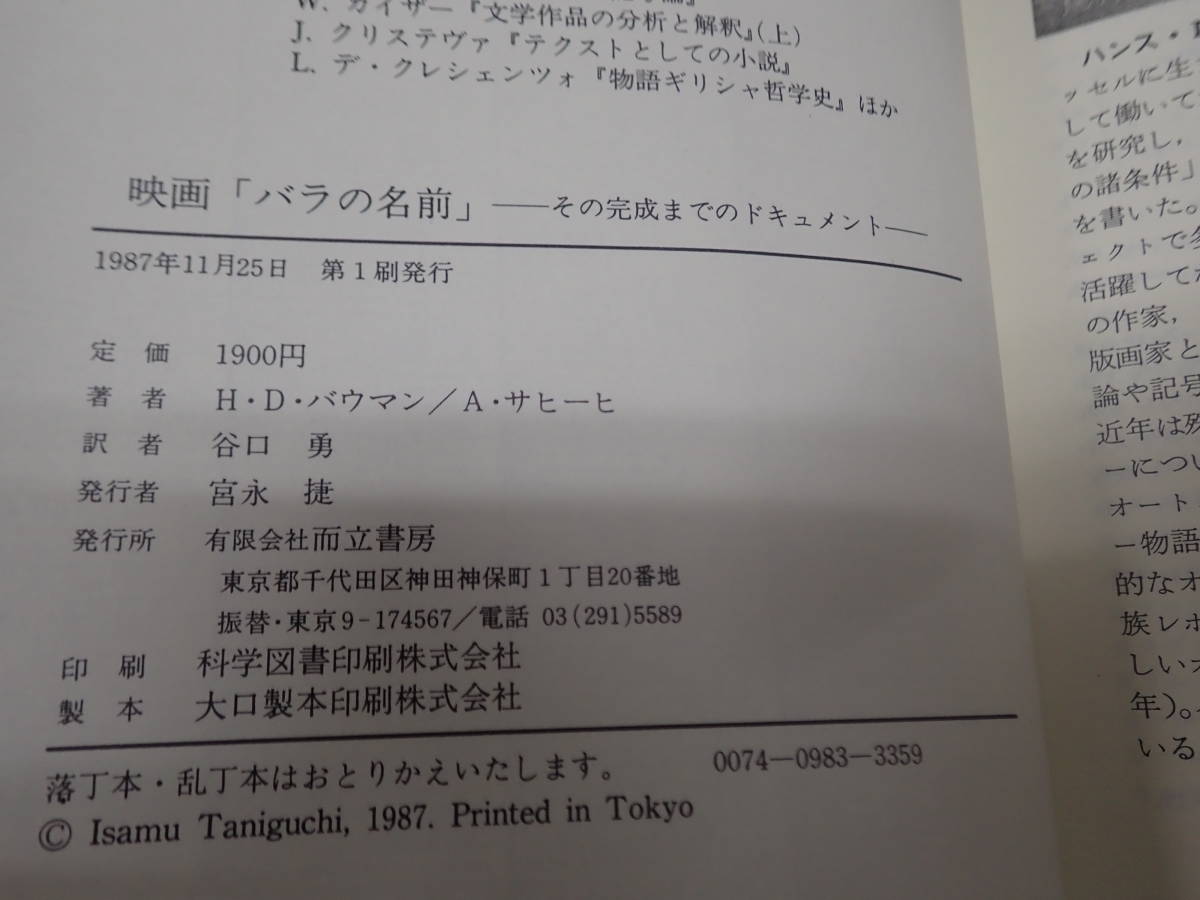 W. カイザー『文学作品の分析と解釈』(上)
J. クリステヴァ『テクストとしての小説』
L. デ・クレシェンツォ『物語ギリシャ哲学史』ほか
映画「バラの名前」——その完成までのドキュメント——
1987年11月25日 第1刷発行
定 価 1900円
著 者 H・D・バウマン／A・サヒーヒ
訳 者 谷口 勇
発行者 宮永 捷
発行所 有限会社而立書房
東京都千代田区神田神保町1丁目20番地
振替・東京9-174567／電話 03(291)5589
印 刷 科学図書印刷株式会社
製 本 大口製本印刷株式会社
落丁本・乱丁本はおとりかえいたします。 0074—0983—3359
© Isamu Taniguchi, 1987. Printed in Tokyo
ハンス・
ッセルに生
して働いて
を研究し，
の諸条件」
を書いた。
ェクトで
活躍して
の作家，
版画家と
論や記号
近年は
ーについ
オート
ー物語
的なオ
族レポ
しいオ
年)。
いる